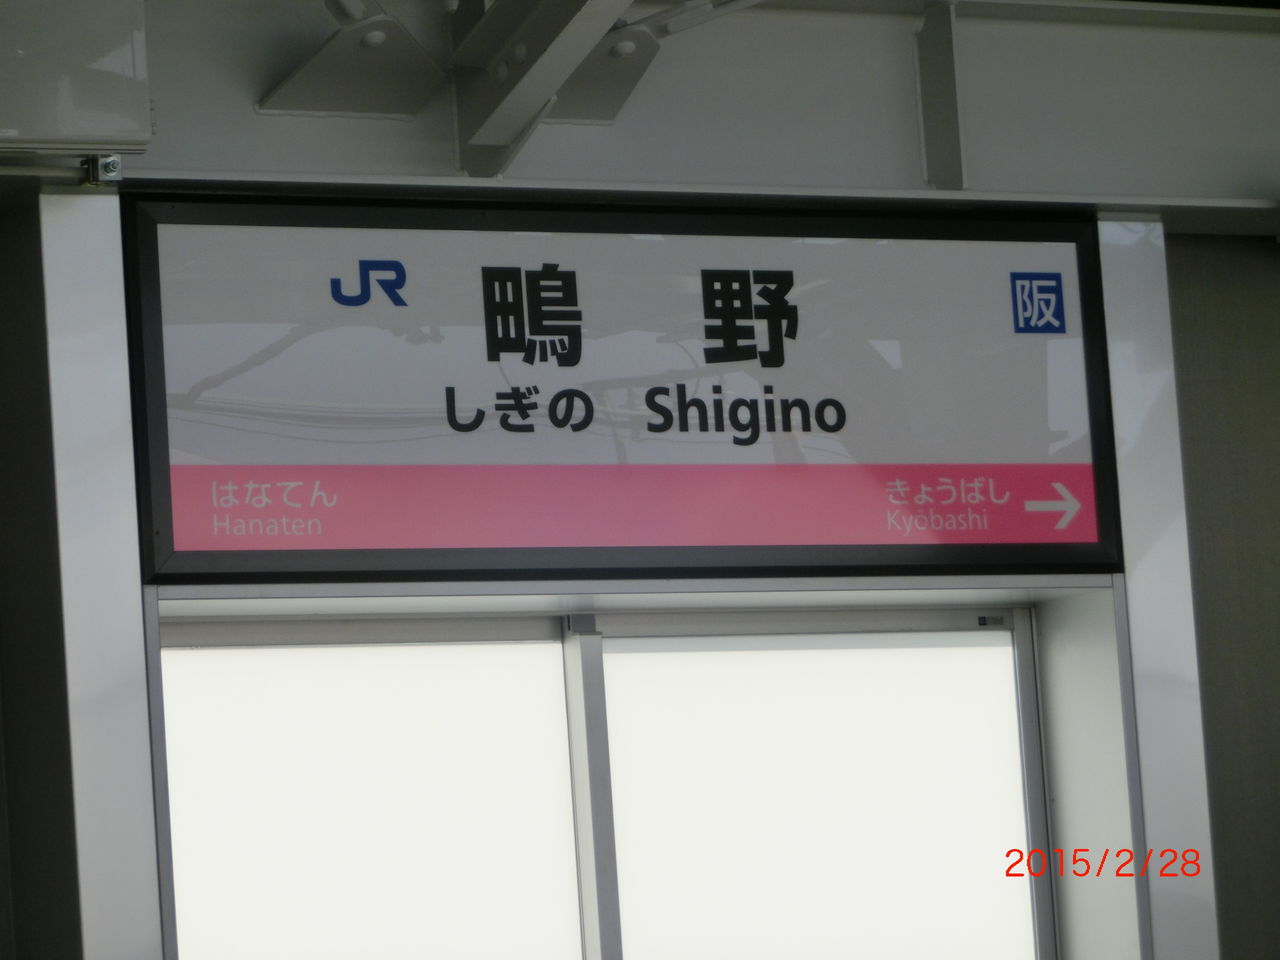 JR 鴫野 阪
しぎの Shigino
はなてん きょうばし →
Hanaten Kyōbashi
2015/2/28